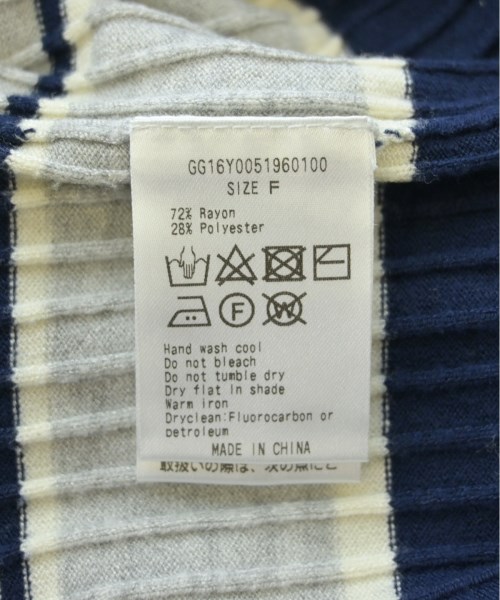 GG16Y0051960100
SIZE F
72% Rayon
28% Polyester
F
W
Hand wash cool
Do not bleach
Do not tumble dry
Dry flat in shade
Warm iron
Dryclean:Fluorocarbon or
petroleum
MADE IN CHINA
取扱いの際は、次の点にご